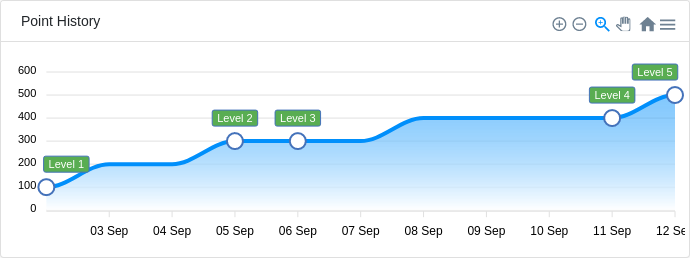 Point History
600
Level 5
500
Level 4
400
Level 2 Level 3
300
200
Level 1
100
0
03 Sep 04 Sep 05 Sep 06 Sep 07 Sep 08 Sep 09 Sep 10 Sep 11 Sep 12 Se